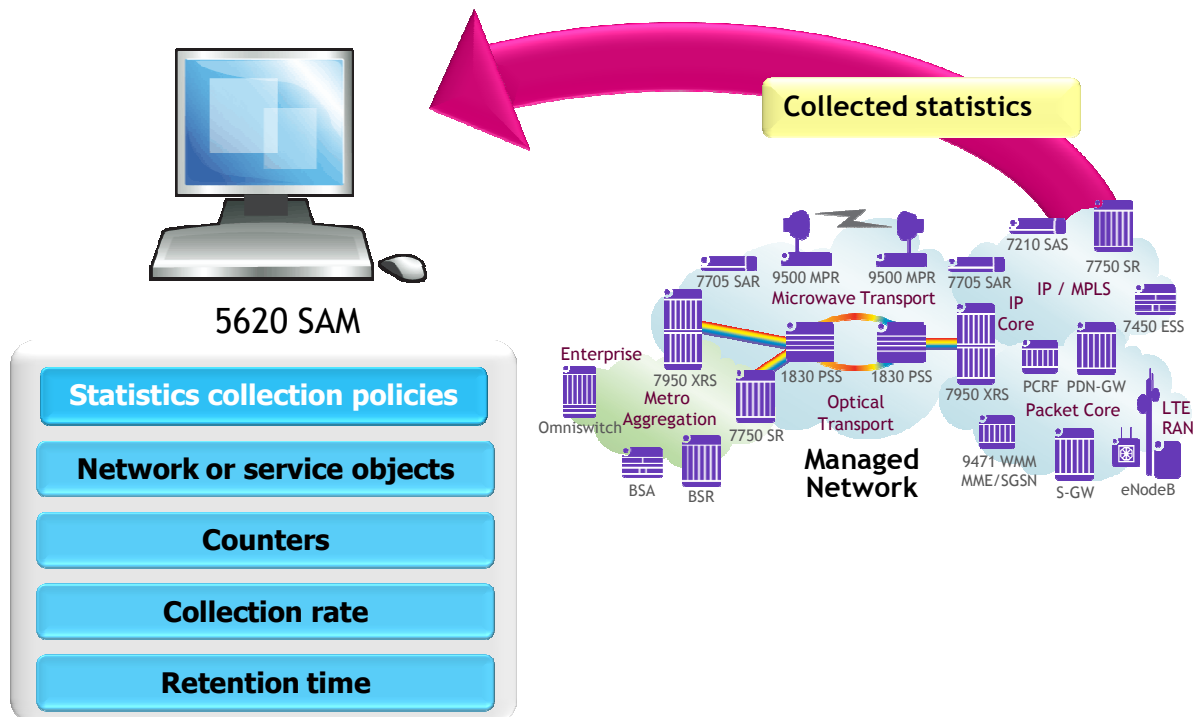 Collected statistics
5620 SAM
Statistics collection policies
Network or service objects
Counters
Collection rate
Retention time
7210 SAS
7750 SR
7705 SAR
9500 MPR
9500 MPR
7705 SAR
Microwave Transport
IP / MPLS
IP
Core
7450 ESS
Enterprise
7950 XRS
1830 PSS
1830 PSS
7950 XRS
PCRF
PDN-GW
Omniswitch
Metro
Aggregation
7750 SR
Optical
Transport
Packet Core
LTE
RAN
Managed
Network
BSA
BSR
9471 WMM
MME/SGSN
S-GW
eNodeB